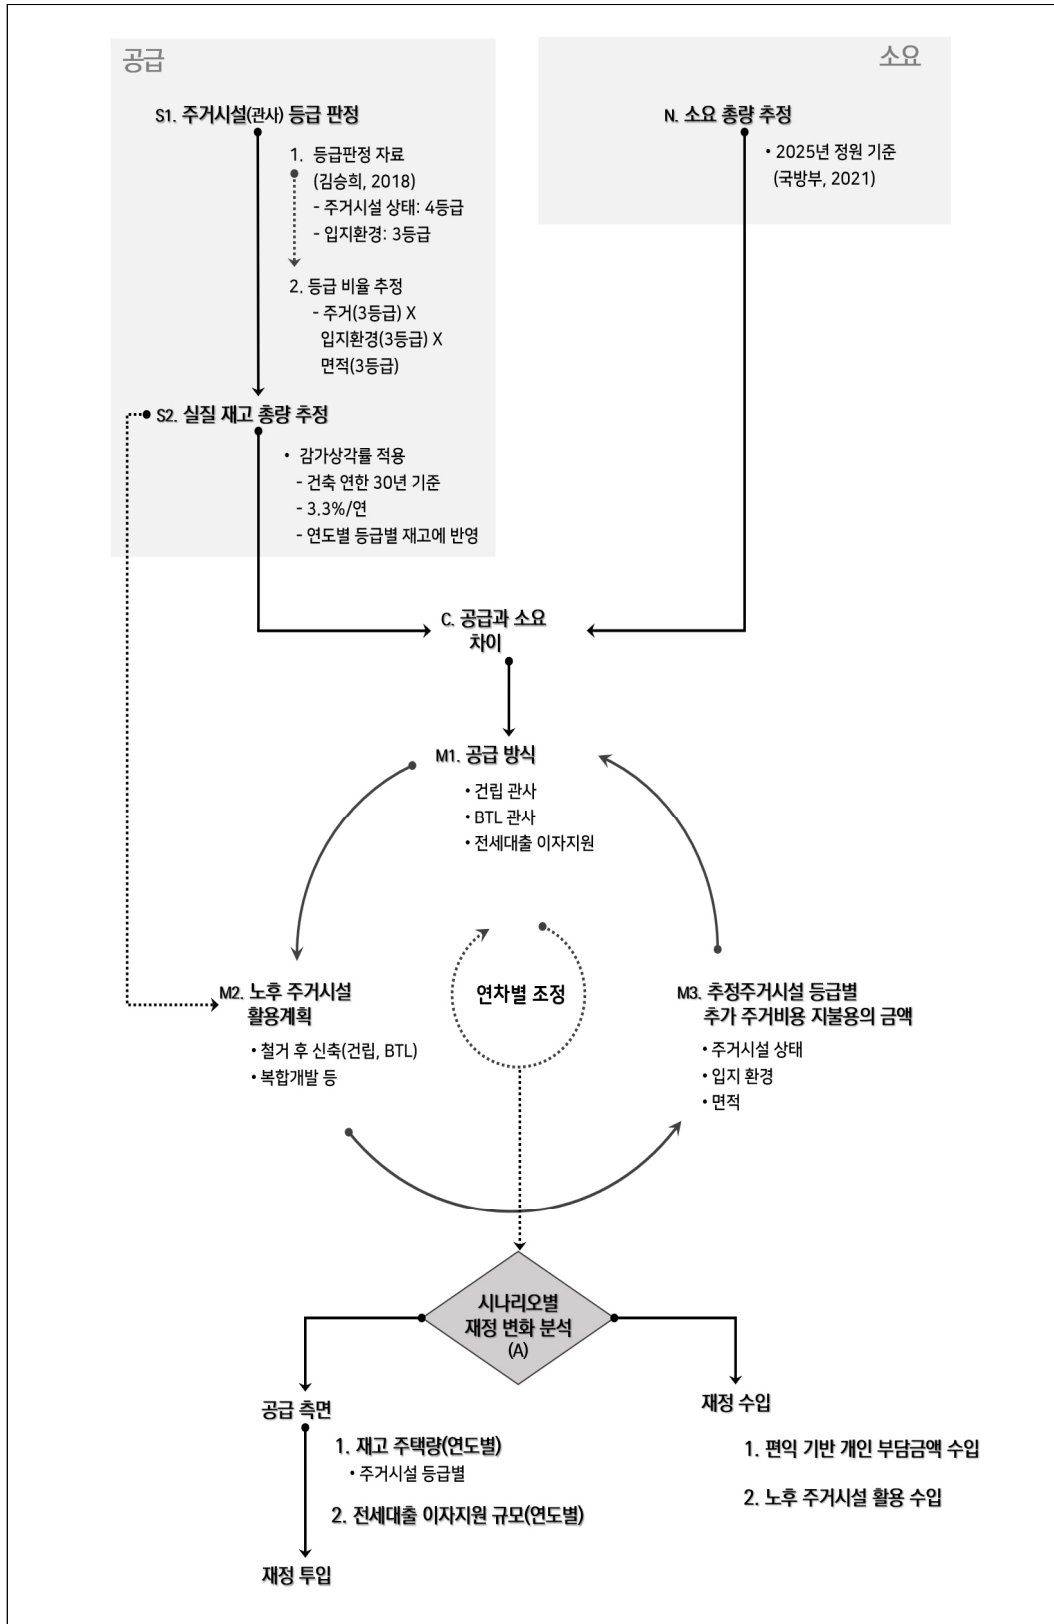 공급
S1. 주거시설(관사) 등급 판정
1. 등급판정 자료
(김승희, 2018)
- 주거시설 상태: 4등급
- 입지환경: 3등급
2. 등급 비율 추정
- 주거(3등급) X
입지환경(3등급) X
면적(3등급)
S2. 실질 재고 총량 추정
• 감가상각률 적용
- 건축 연한 30년 기준
- 3.3%/연
- 연도별 등급별 재고에 반영
소요
N. 소요 총량 추정
• 2025년 정원 기준
(국방부, 2021)
C. 공급과 소요
차이
M1. 공급 방식
• 건립 관사
• BTL 관사
• 전세대출 이자지원
연차별 조정
M2. 노후 주거시설
활용계획
• 철거 후 신축(건립, BTL)
• 복합개발 등
M3. 추정주거시설 등급별
추가 주거비용 지불용의 금액
• 주거시설 상태
• 입지 환경
• 면적
시나리오별
재정 변화 분석
(A)
공급 측면
1. 재고 주택량(연도별)
• 주거시설 등급별
2. 전세대출 이자지원 규모(연도별)
재정 투입
재정 수입
1. 편익 기반 개인 부담금액 수입
2. 노후 주거시설 활용 수입